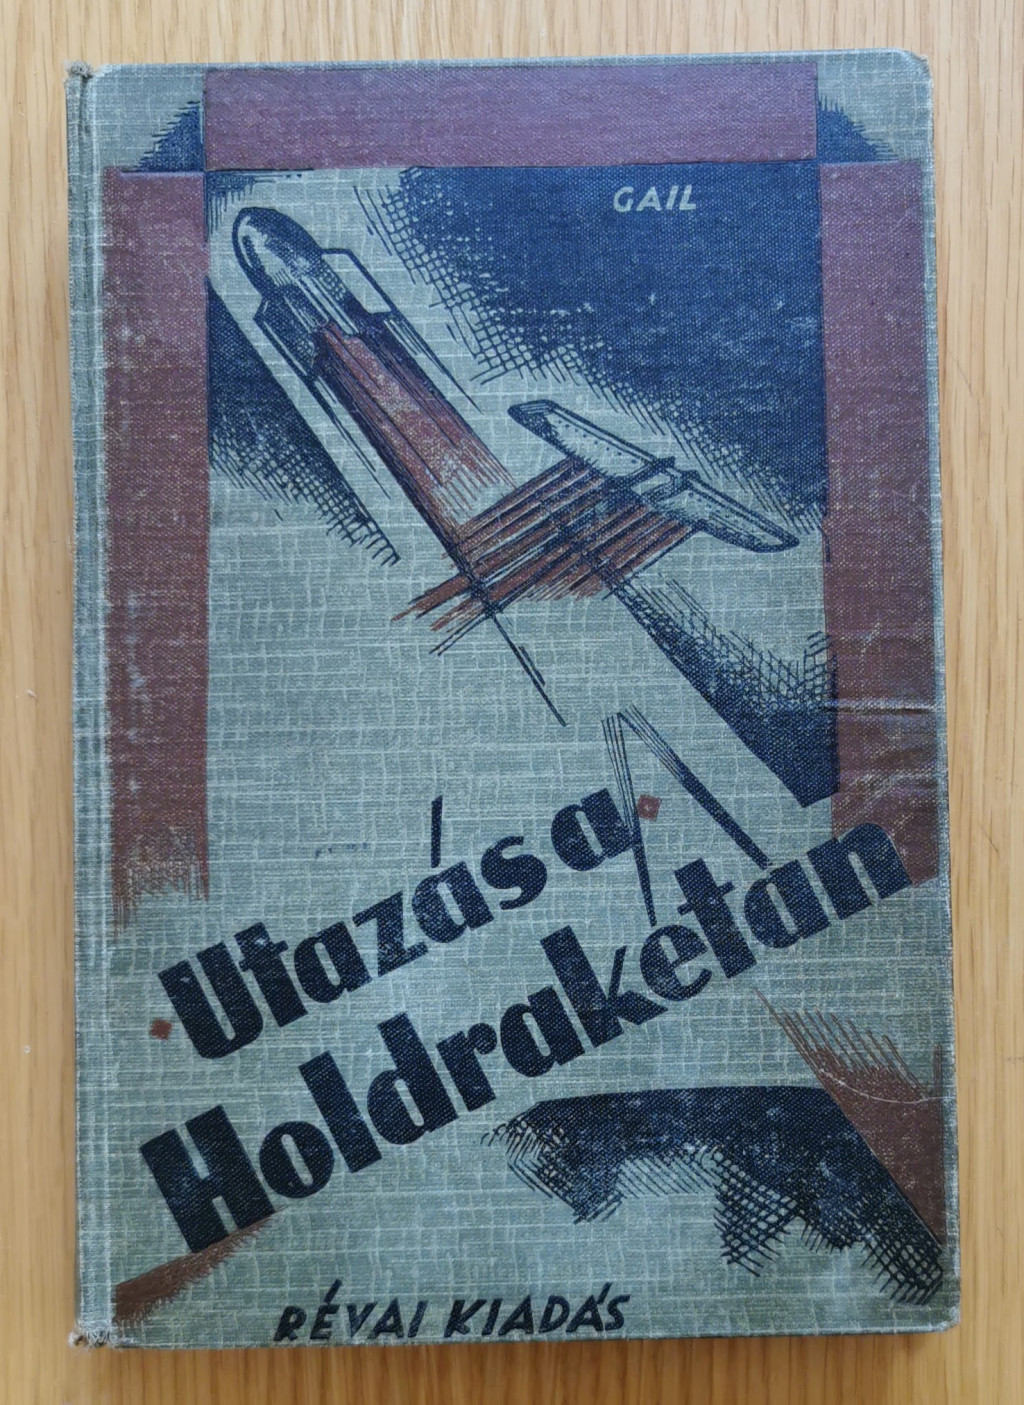 GAIL
Utazás a
Holdrakétán
RÉVAI KIADÁS